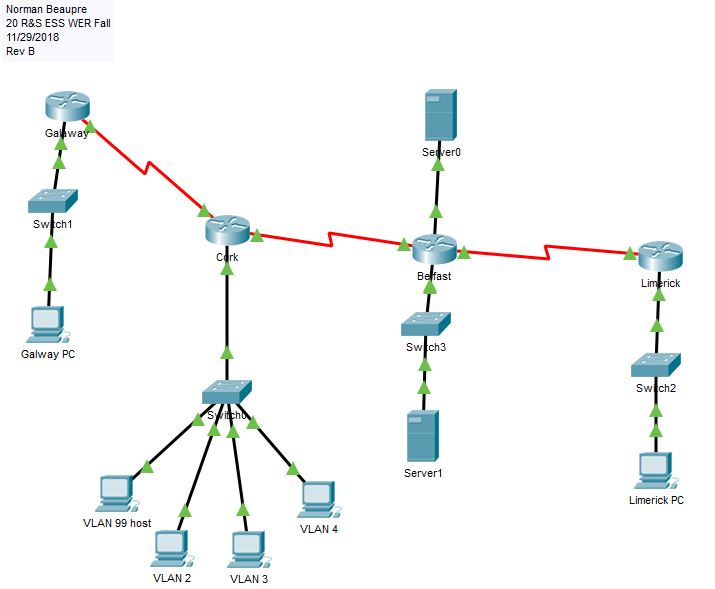 Norman Beaupre
20 R&S ESS WER Fall
11/29/2018
Rev B
Galaway
Server0
Switch1
Cork
Belfast
Limerick
Galway PC
Switch3
Switch2
Switch0
Server1
Limerick PC
VLAN 99 host
VLAN 4
VLAN 2
VLAN 3